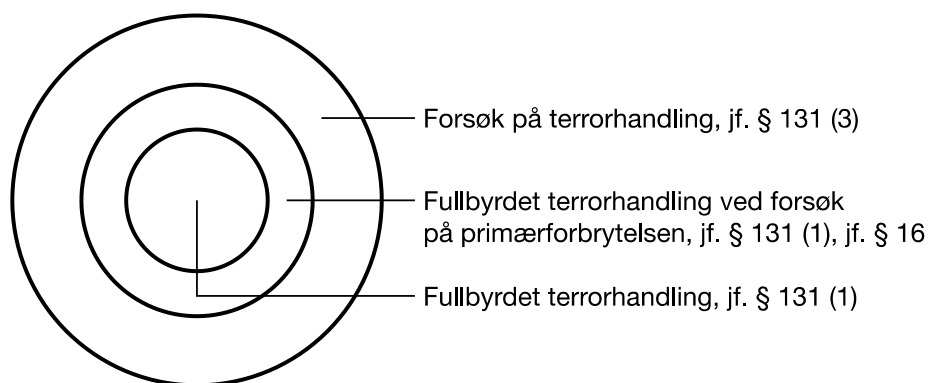 Forsøk på terrorhandling, jf. § 131 (3)
Fullbyrdet terrorhandling ved forsøk
på primærforbrytelsen, jf. § 131 (1), jf. § 16
Fullbyrdet terrorhandling, jf. § 131 (1)